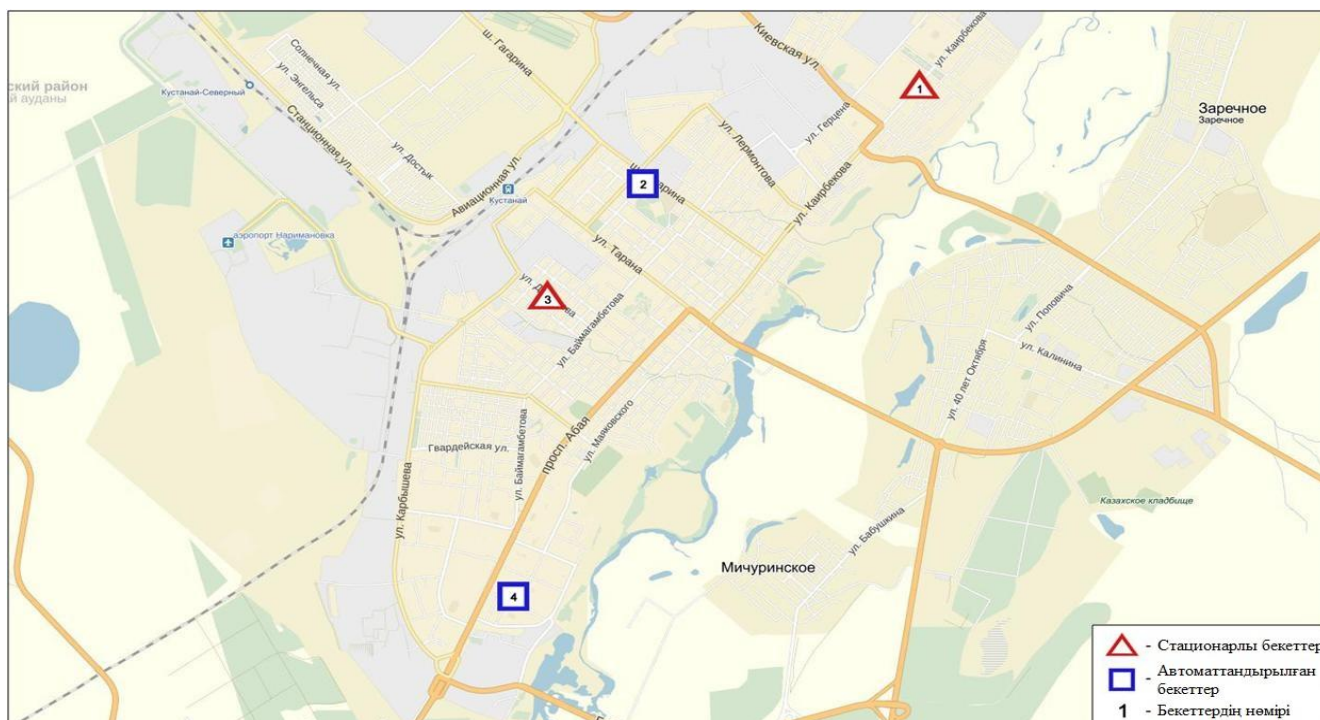 Киевская ул.
ул. Каирбекова
1
ш. Гагарина
Солнечная ул.
ул. Энгельса
ский район
й ауданы
Кустанай-Северный
Станционная ул.
ул. Достык
Авиационная ул.
Кустанай
ул. Герцена
ул. Лермонтова
Заречное
Заречное
2
ул. Каирбекова
аэропорт Наримановка
ул. Тарана
3
ул. Баймагамбетова
ул. Поповича
ул. Калинина
ул. 40 лет Октября
Гвардейская ул.
ул. Баймагамбетова
просп. Абая
ул. Маяковского
ул. Карбышева
Казахское кладбище
ул. Бабушкина
Мичуринское
4
- Стационарлы бекеттер
- Автоматтандырылған
бекеттер
1 - Бекеттердің нөмірі